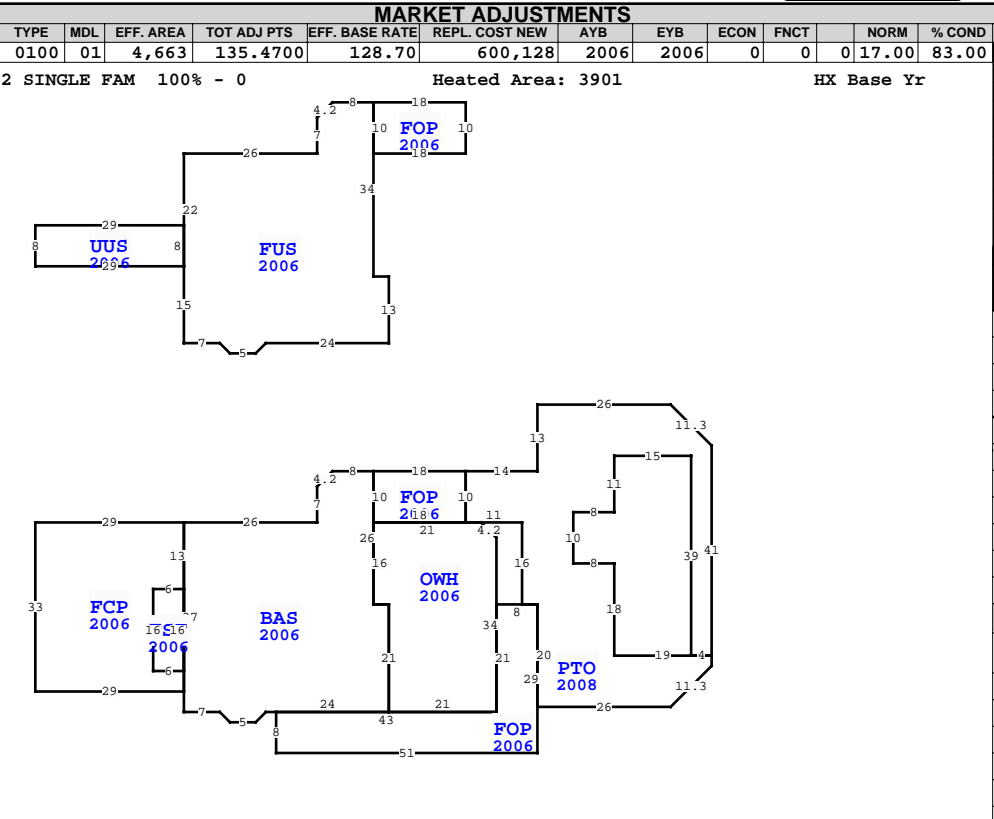 MARKET ADJUSTMENTS
TYPE MDL EFF. AREA TOT ADJ PTS EFF. BASE RATE REPL. COST NEW AYB EYB ECON FNCT NORM % COND
0100 01 4,663 135.4700 128.70 600,128 2006 2006 0 0 0 17.00 83.00
2 SINGLE FAM 100% - 0 Heated Area: 3901 HX Base Yr
8 18
4.2
7 10 FOP 10
2006
26 18
34
22
29
8 UUS 8 FUS
2006 2006
29
15 13
7 5 24
26
11.3
13
15
8 18 14
4.2
11
7 10 FOP 10
2006
29 26 18 11 8
21 4.2
26 10
13 16 16 39 41
8
OWH
2006
6
33 FCP BAS 8 18
2006 2006
16 16
34
2006
21 21 20 19 4
6 PTO
2008
29 29 11.3
24 21 26
7 5 43
8 FOP
2006
51